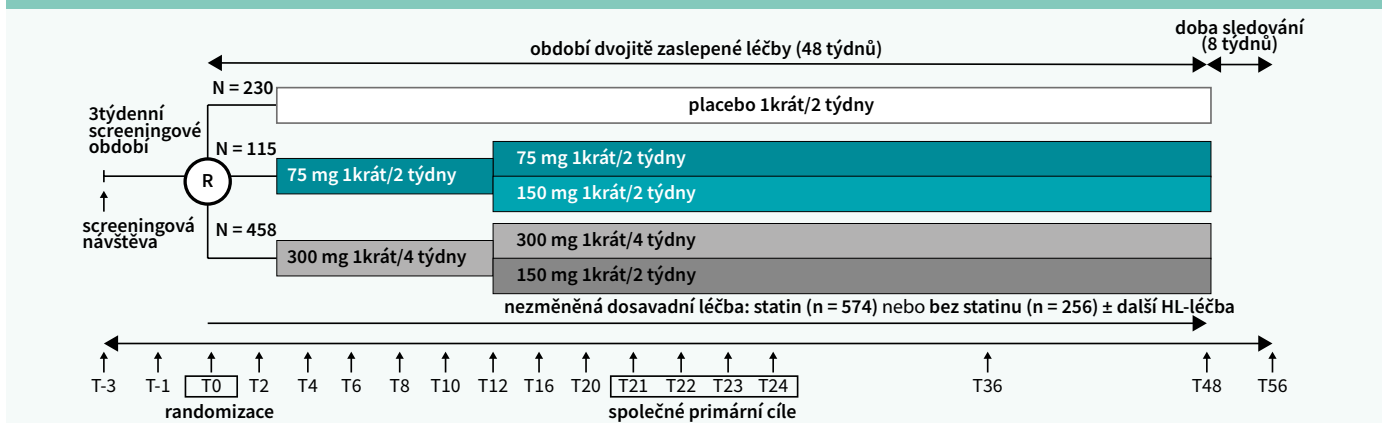 období dvojitě zaslepené léčby (48 týdnů)
doba sledování
(8 týdnů)
N = 230
placebo 1krát/2 týdny
3týdenní
screeningové
období
N = 115
75 mg 1krát/2 týdny
75 mg 1krát/2 týdny
150 mg 1krát/2 týdny
R
screeningová
návštěva
N = 458
300 mg 1krát/4 týdny
300 mg 1krát/4 týdny
150 mg 1krát/2 týdny
nezměněná dosavadní léčba: statin (n = 574) nebo bez statinu (n = 256) ± další HL-léčba
T-3 T-1 T0 T2 T4 T6 T8 T10 T12 T16 T20 T21 T22 T23 T24 T36 T48 T56
randomizace společné primární cíle